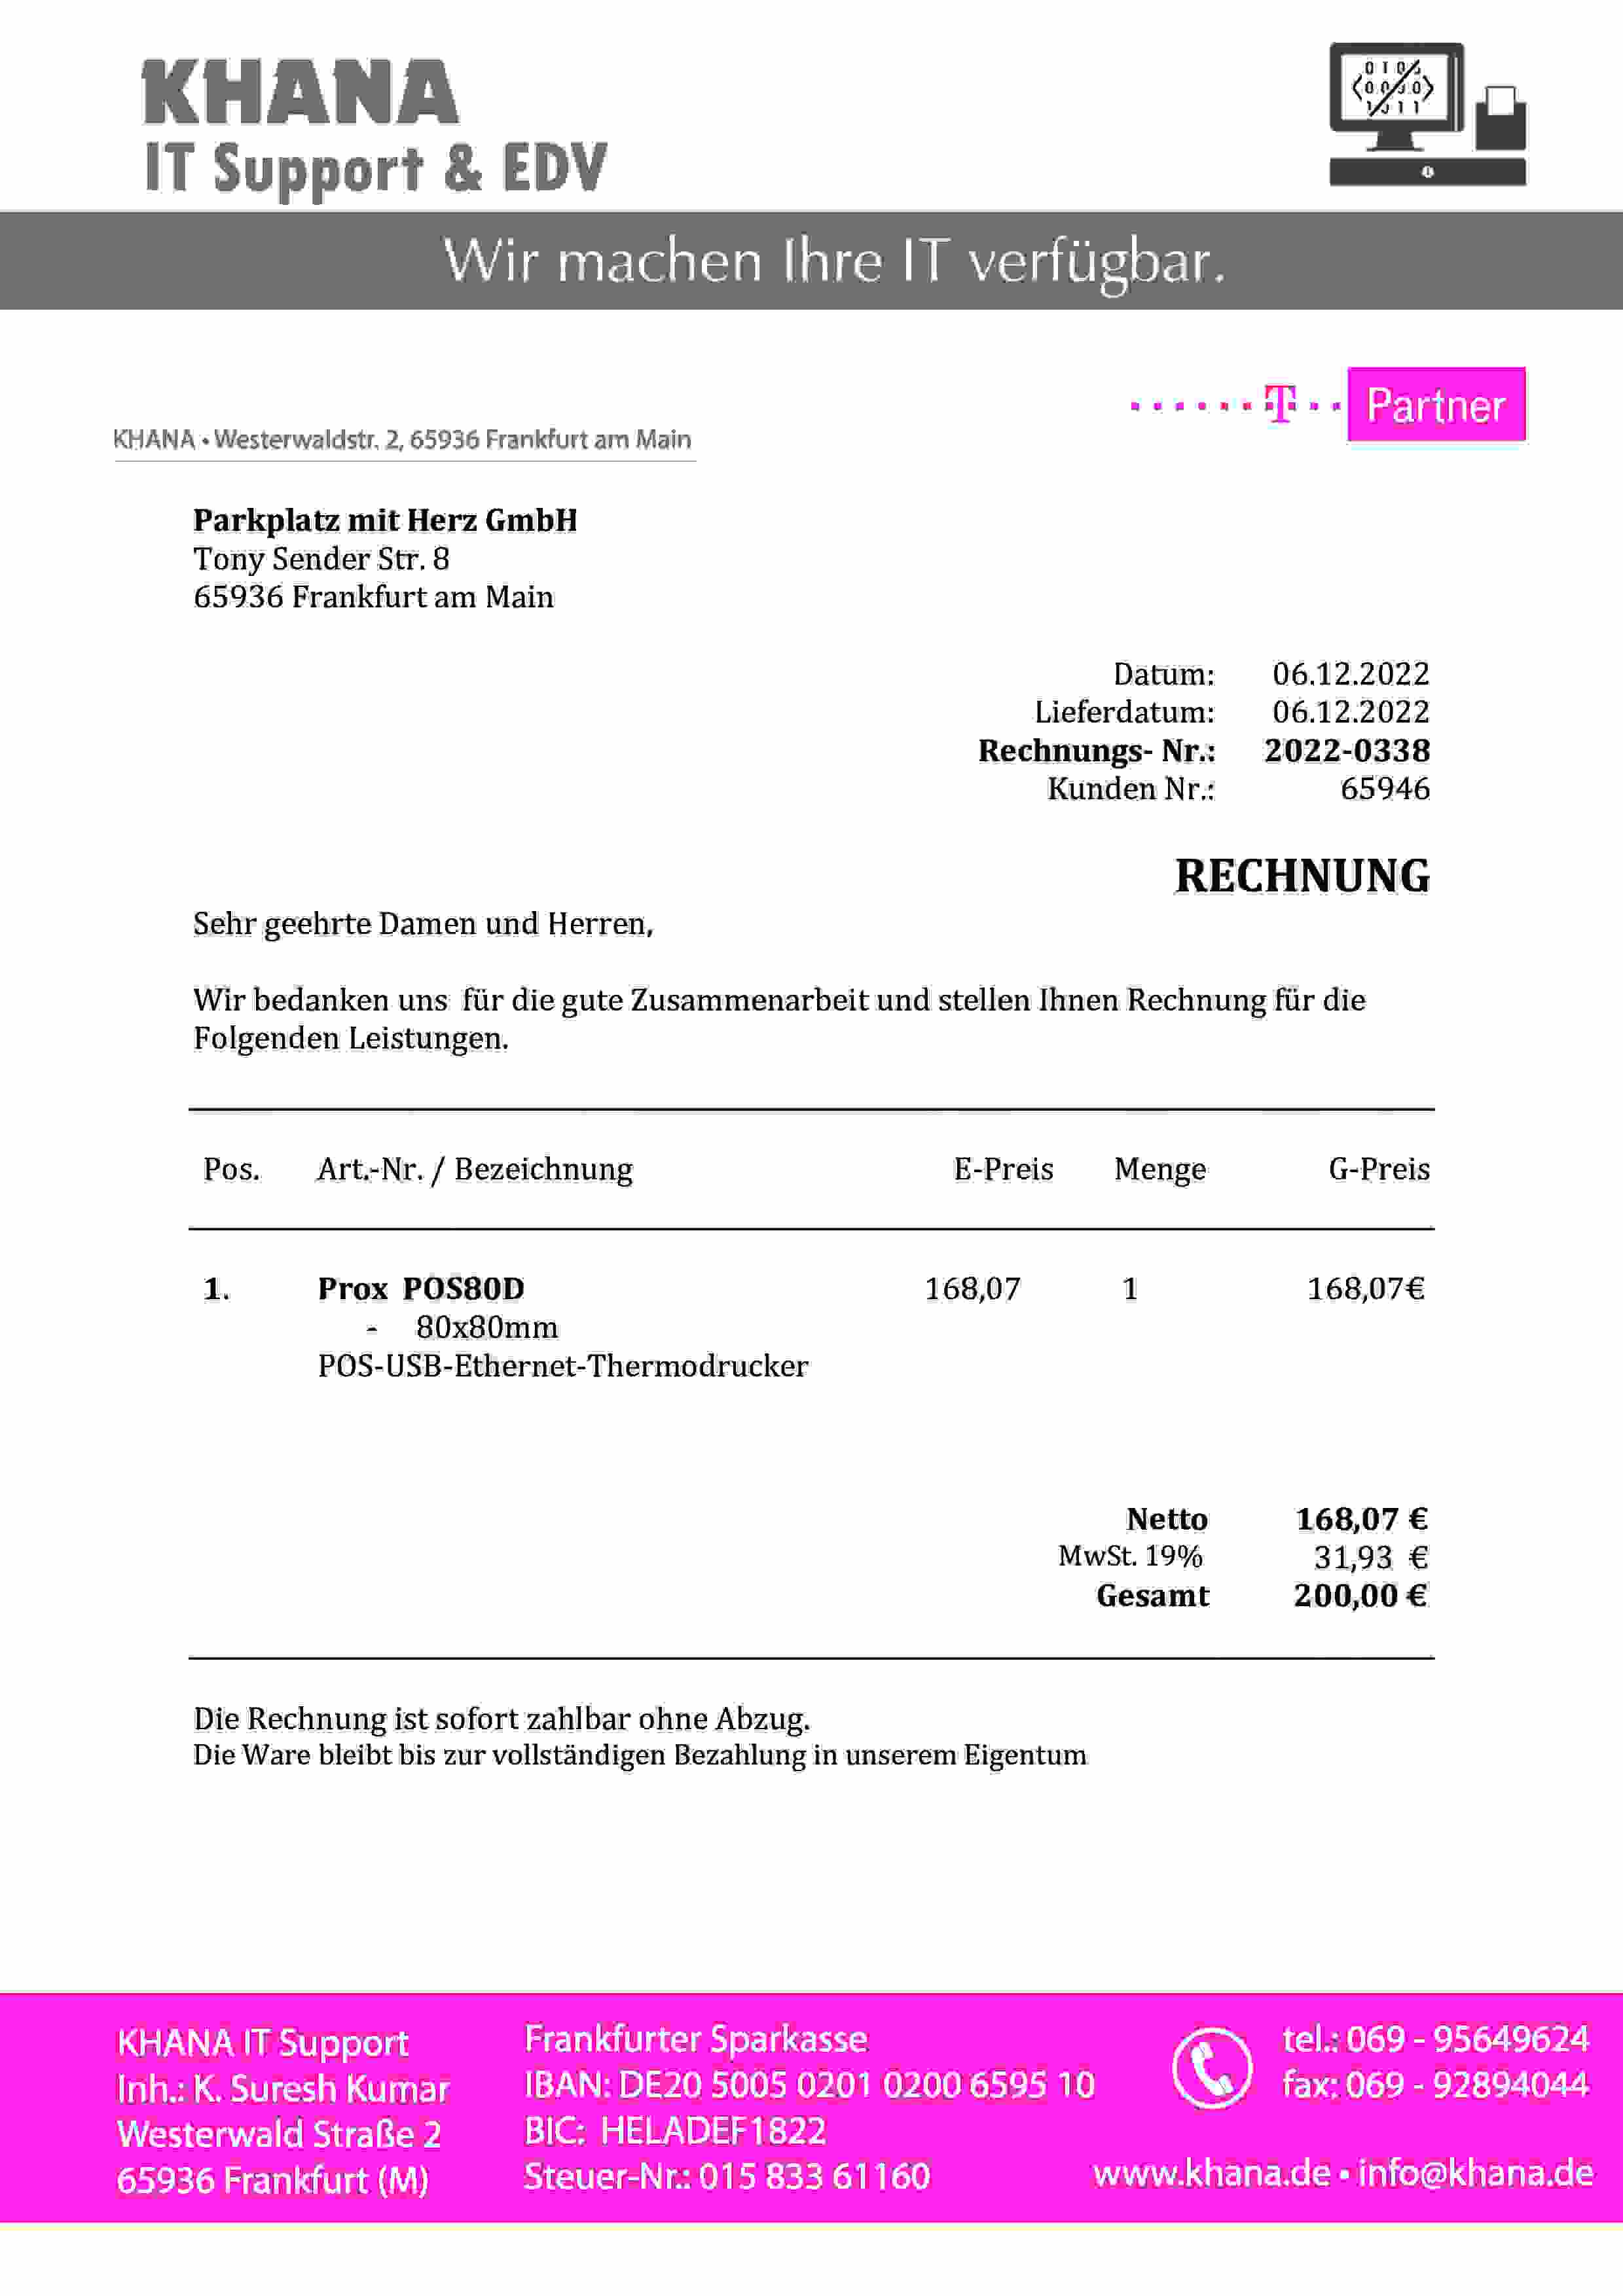 KHANA
IT Support & EDV
Wir machen Ihre IT verfügbar.
T Partner
KHANA • Westerwaldstr. 2, 65936 Frankfurt am Main
Parkplatz mit Herz GmbH
Tony Sender Str. 8
65936 Frankfurt am Main
Datum: 06.12.2022
Lieferdatum: 06.12.2022
Rechnungs- Nr.: 2022-0338
Kunden Nr.: 65946
RECHNUNG
Sehr geehrte Damen und Herren,
Wir bedanken uns für die gute Zusammenarbeit und stellen Ihnen Rechnung für die
Folgenden Leistungen.
Pos. Art.-Nr. / Bezeichnung E-Preis Menge G-Preis
1. Prox POS80D 168,07 1 168,07€
- 80x80mm
POS-USB-Ethernet-Thermodrucker
Netto 168,07 €
MwSt. 19% 31,93 €
Gesamt 200,00 €
Die Rechnung ist sofort zahlbar ohne Abzug.
Die Ware bleibt bis zur vollständigen Bezahlung in unserem Eigentum
KHANA IT Support
Inh.: K. Suresh Kumar
Westerwald Straße 2
65936 Frankfurt (M)
Frankfurter Sparkasse
IBAN: DE20 5005 0201 0200 6595 10
BIC: HELADEF1822
Steuer-Nr.: 015 833 61160
tel.: 069 - 95649624
fax: 069 - 92894044
www.khana.de • info@khana.de